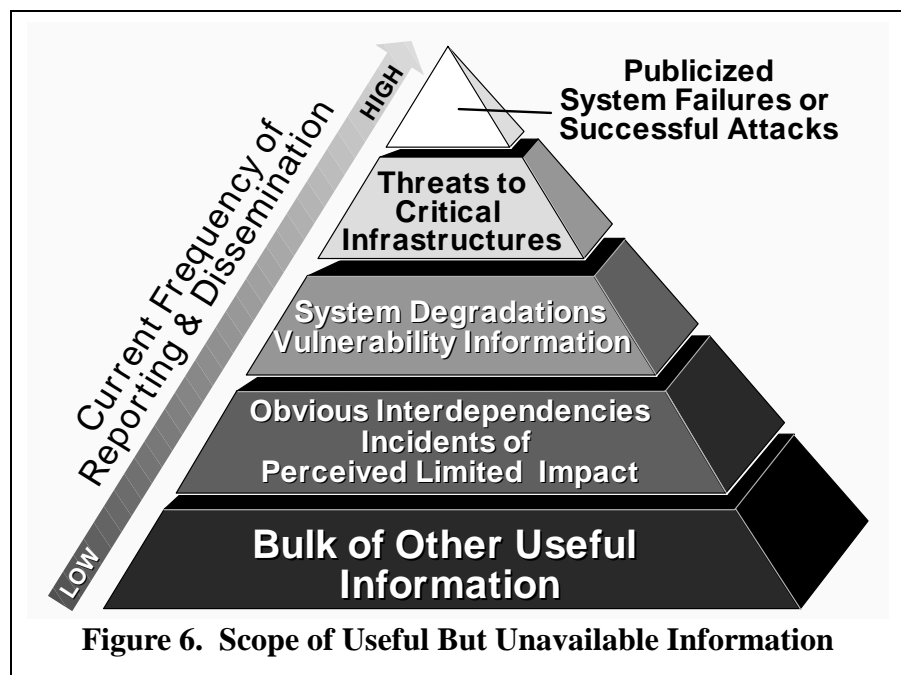 Publicized
System Failures or
Successful Attacks
HIGH
Current Frequency of
Reporting & Dissemination
LOW
Threats to
Critical
Infrastructures
System Degradations
Vulnerability Information
Obvious Interdependencies
Incidents of
Perceived Limited Impact
Bulk of Other Useful
Information
Figure 6. Scope of Useful But Unavailable Information